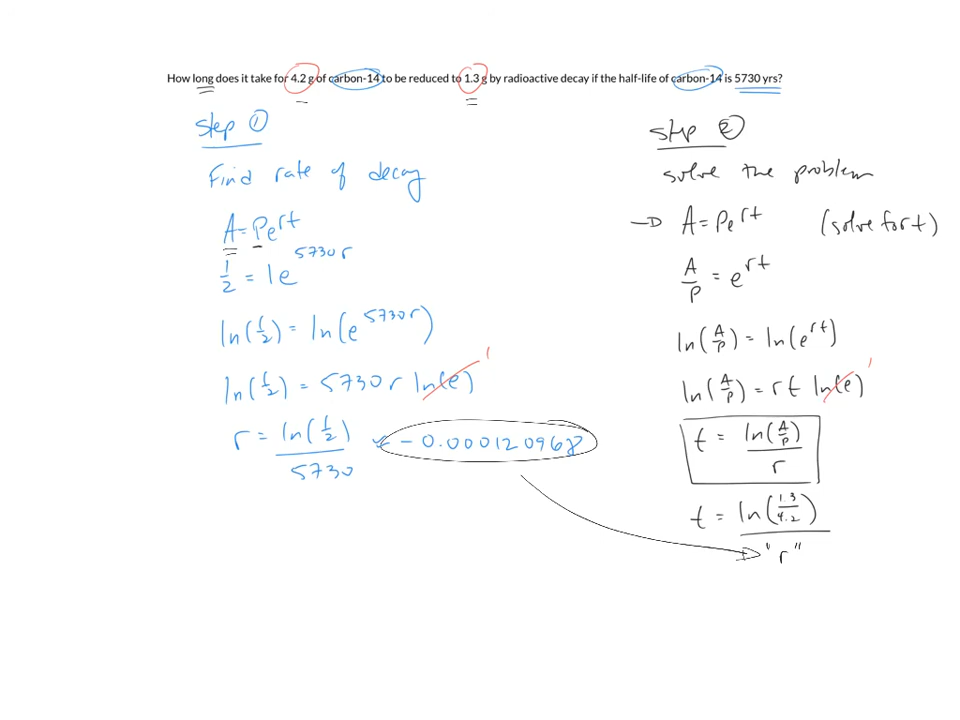 How long does it take for 4.2 g of carbon-14 to be reduced to 1.3 g by radioactive decay if the half-life of carbon-14 is 5730 yrs?
Step ①
Find rate of decay
A = Pe^rt
1/2 = 1e^5730r
ln(1/2) = ln(e^5730r)
ln(1/2) = 5730r ln(e) 1
r = ln(1/2)/5730 ≈ -0.000120968
Step ②
solve the problem
→ A = Pe^rt (solve for t)
A/P = e^rt
ln(A/P) = ln(e^rt)
ln(A/P) = rt ln(e) 1
t = ln(A/P)/r
t = ln(1.3/4.2)/"r"